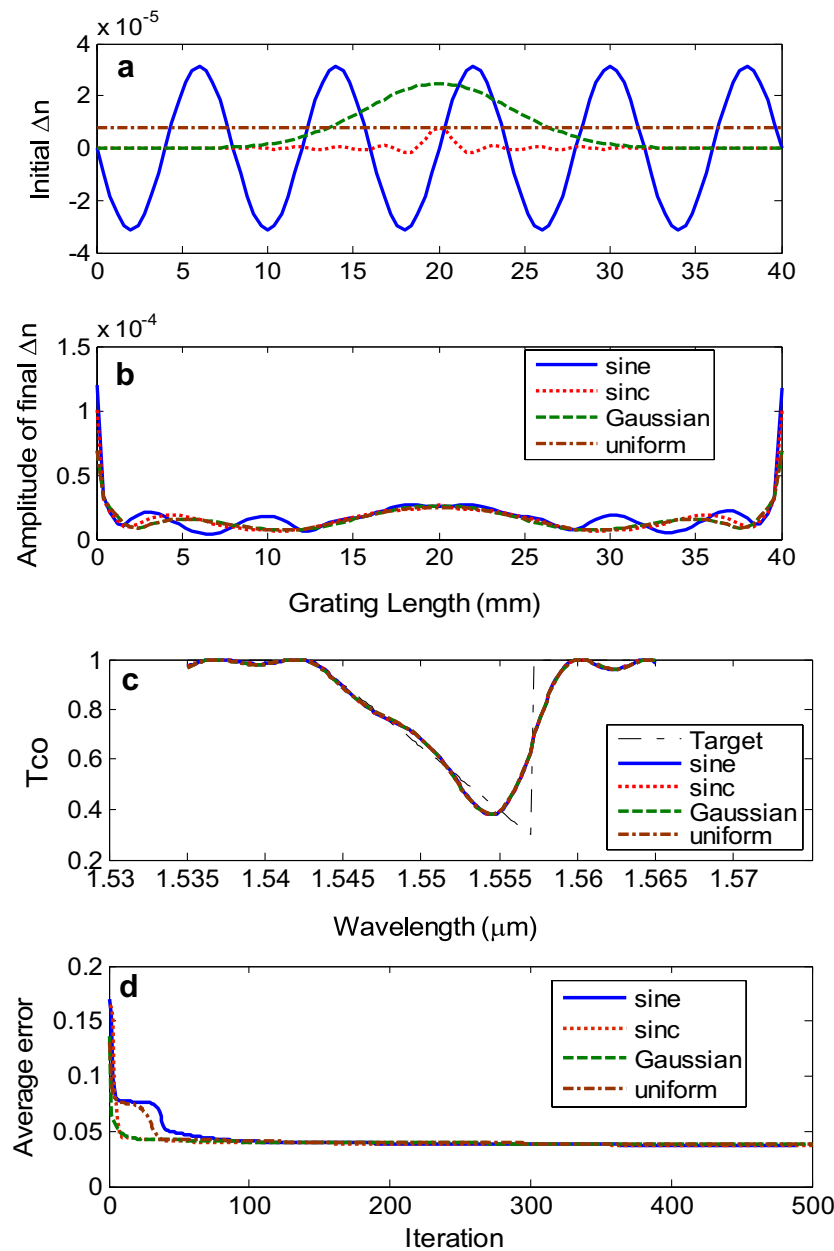 x 10-5
a
4
2
0
-2
-4
Initial Δn
0 5 10 15 20 25 30 35 40
x 10-4
b
1.5
1
0.5
0
Amplitude of final Δn
sine
sinc
Gaussian
uniform
0 5 10 15 20 25 30 35 40
Grating Length (mm)
c
1
0.8
0.6
0.4
0.2
Tco
Target
sine
sinc
Gaussian
uniform
1.53 1.535 1.54 1.545 1.55 1.555 1.56 1.565 1.57
Wavelength (μm)
d
0.2
0.15
0.1
0.05
0
Average error
sine
sinc
Gaussian
uniform
0 100 200 300 400 500
Iteration